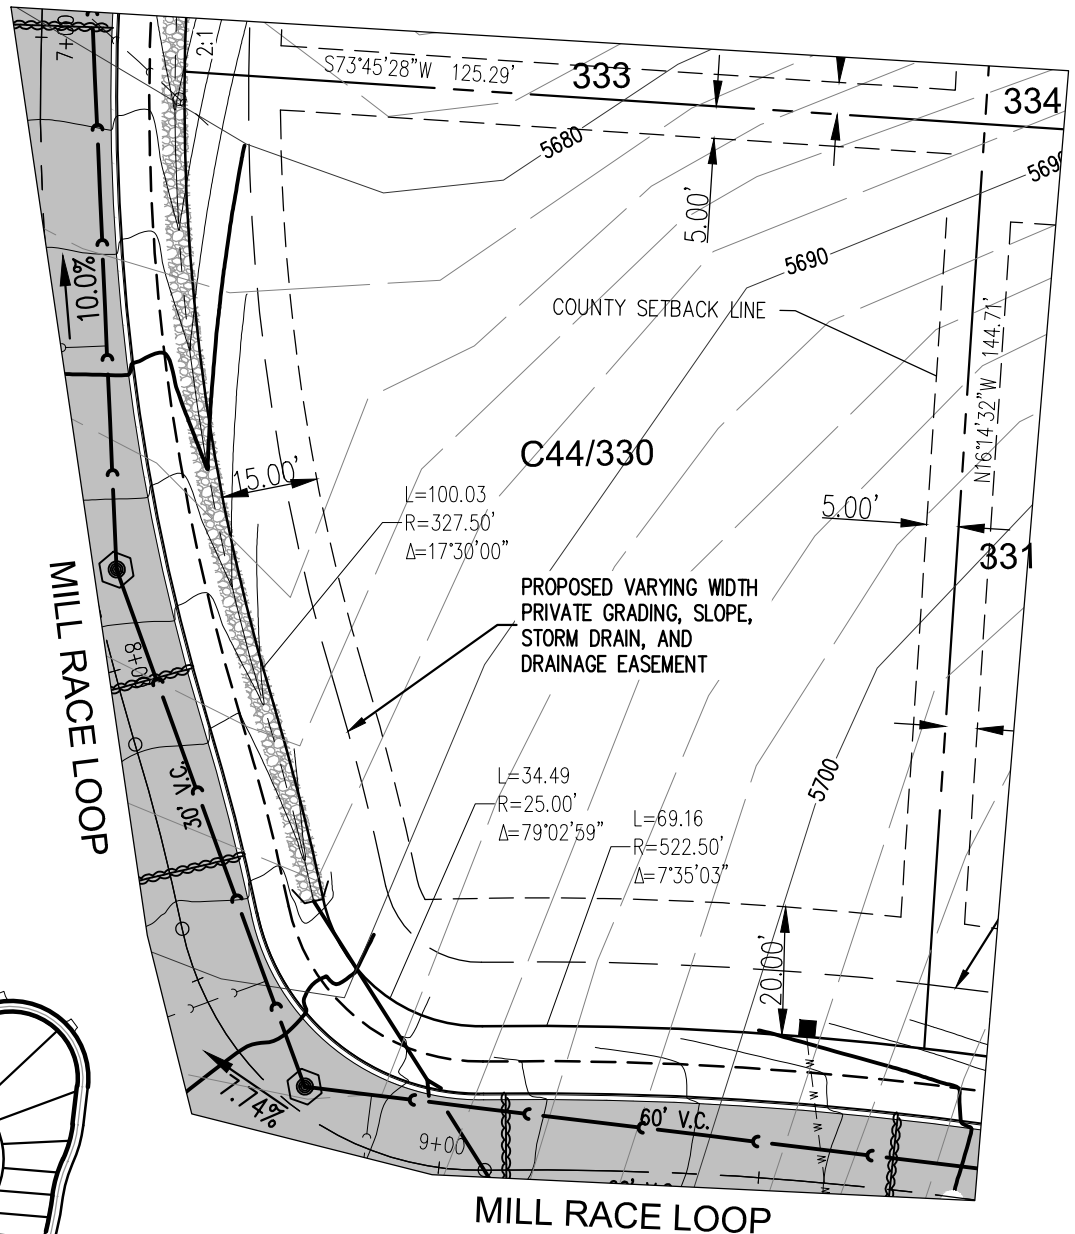 7+00
2:1
S73°45'28"W 125.29'
333
334
5680
5690
5.00'
5690
COUNTY SETBACK LINE
10.0%
N16°14'32"W 144.71'
C44/330
15.00'
L=100.03
R=327.50'
Δ=17°30'00"
5.00'
331
PROPOSED VARYING WIDTH
PRIVATE GRADING, SLOPE,
STORM DRAIN, AND
DRAINAGE EASEMENT
MILL RACE LOOP
8+0
30' V.C.
5700
L=34.49
R=25.00'
Δ=79°02'59"
L=69.16
R=522.50'
Δ=7°35'03"
20.00'
7.74%
W
W
W
W
60' V.C.
9+00
MILL RACE LOOP